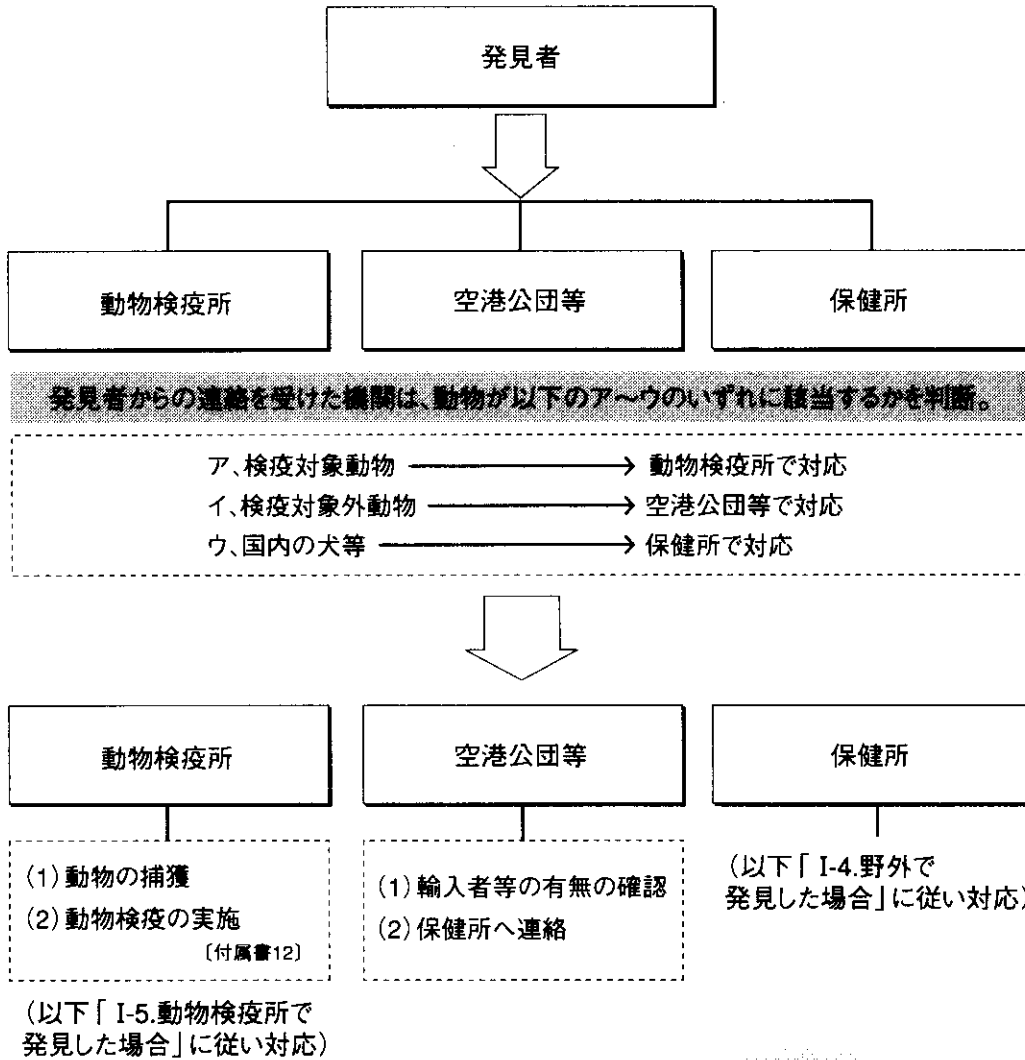 発見者
動物検疫所
空港公団等
保健所
発見者からの連絡を受けた機関は、動物が以下のア～ウのいずれに該当するかを判断。
ア、検疫対象動物 → 動物検疫所で対応
イ、検疫対象外動物 → 空港公団等で対応
ウ、国内の犬等 → 保健所で対応
動物検疫所
空港公団等
保健所
(1)動物の捕獲
(2)動物検疫の実施
〔付属書12〕
(以下「I-5.動物検疫所で
発見した場合」に従い対応)
(1)輸入者等の有無の確認
(2)保健所へ連絡
(以下「I-4.野外で
発見した場合」に従い対応)